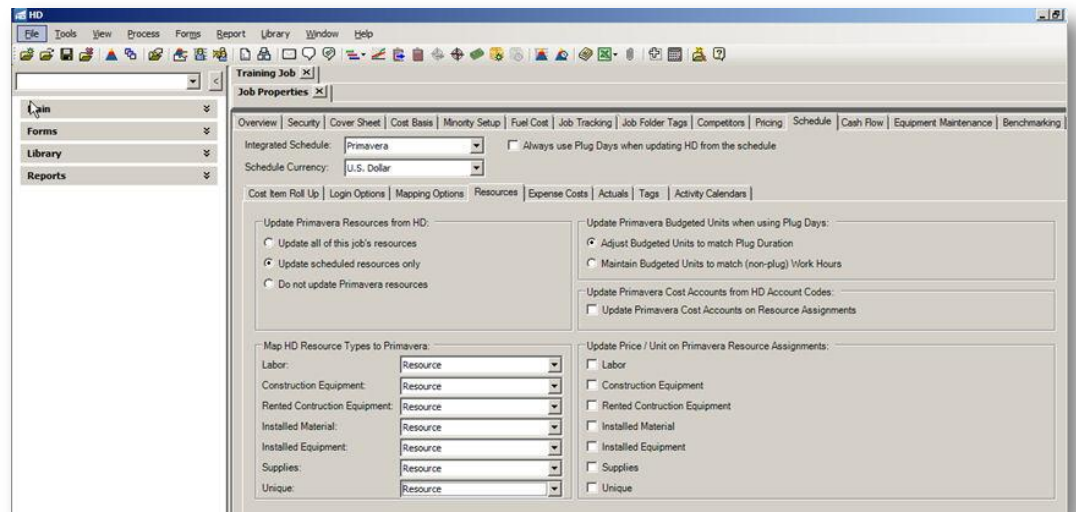 HD
File Tools View Process Forms Report Library Window Help
Training Job
Job Properties
Main
Forms
Library
Reports
Overview Security Cover Sheet Cost Basis Minority Setup Fuel Cost Job Tracking Job Folder Tags Competitors Pricing Schedule Cash Flow Equipment Maintenance Benchmarking
Integrated Schedule: Primavera Always use Plug Days when updating HD from the schedule
Schedule Currency: U.S. Dollar
Cost Item Roll Up Login Options Mapping Options Resources Expense Costs Actuals Tags Activity Calendars
Update Primavera Resources from HD:
Update all of this job's resources
Update scheduled resources only
Do not update Primavera resources
Update Primavera Budgeted Units when using Plug Days:
Adjust Budgeted Units to match Plug Duration
Maintain Budgeted Units to match (non-plug) Work Hours
Update Primavera Cost Accounts from HD Account Codes:
Update Primavera Cost Accounts on Resource Assignments
Map HD Resource Types to Primavera:
Labor: Resource
Construction Equipment: Resource
Rented Contruction Equipment: Resource
Installed Material: Resource
Installed Equipment: Resource
Supplies: Resource
Unique: Resource
Update Price / Unit on Primavera Resource Assignments:
Labor
Construction Equipment
Rented Contruction Equipment
Installed Material
Installed Equipment
Supplies
Unique